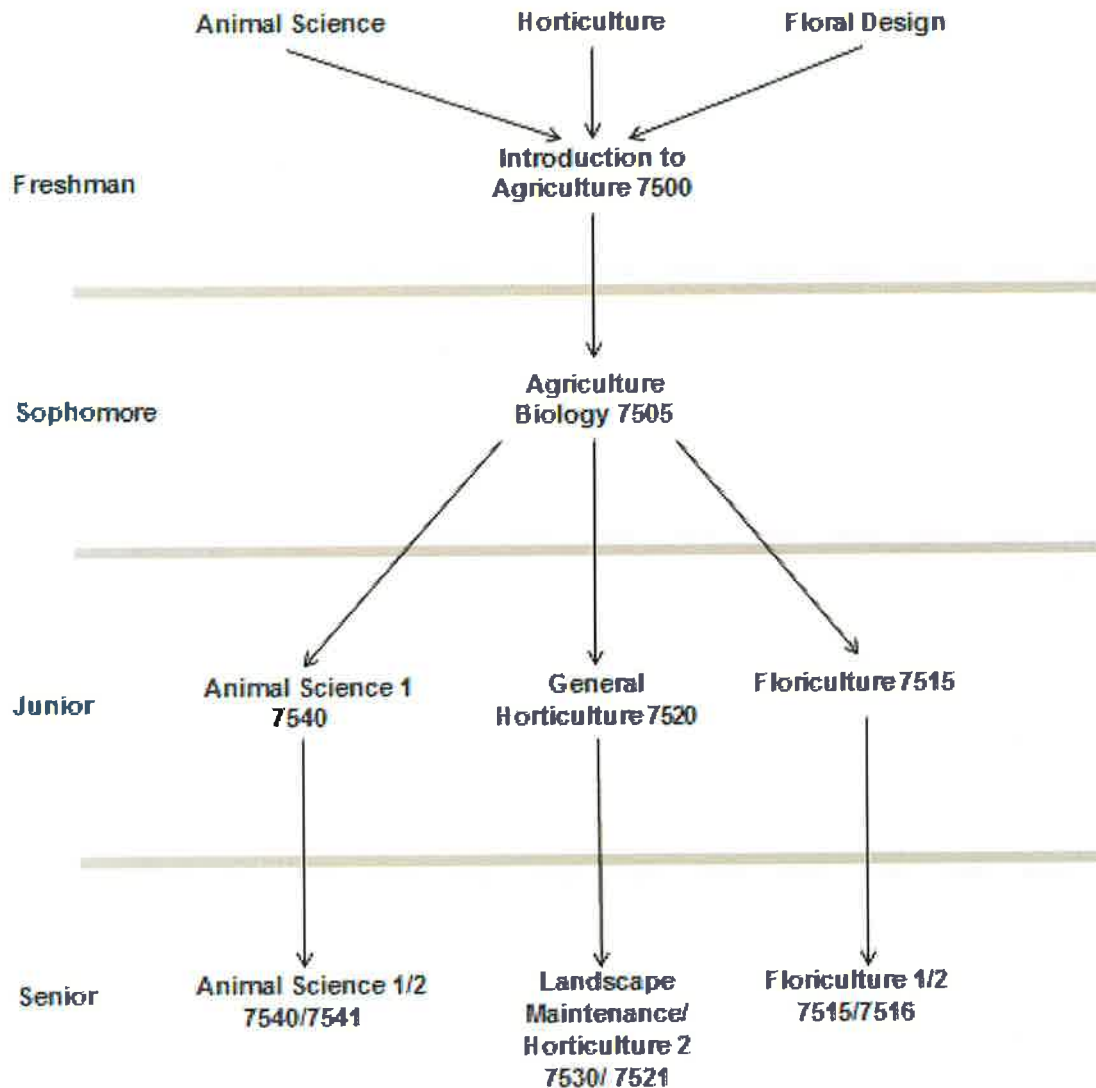 Animal Science
Horticulture
Floral Design
Freshman
Introduction to
Agriculture 7500
Sophomore
Agriculture
Biology 7505
Junior
Animal Science 1
7540
General
Horticulture 7520
Floriculture 7515
Senior
Animal Science 1/2
7540/7541
Landscape
Maintenance/
Horticulture 2
7530/ 7521
Floriculture 1/2
7515/7516